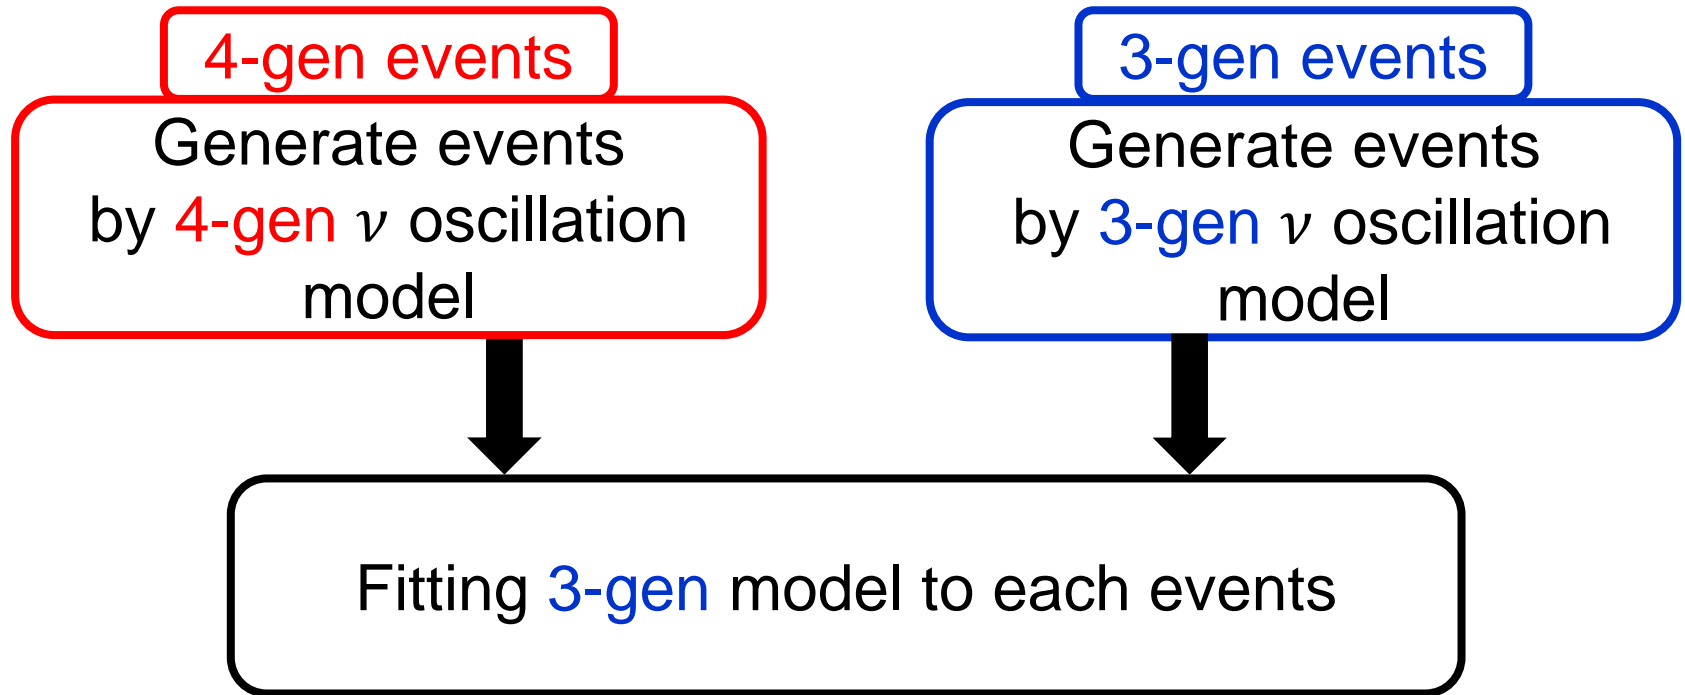 4-gen events
Generate events
by 4-gen ν oscillation
model
3-gen events
Generate events
by 3-gen ν oscillation
model
Fitting 3-gen model to each events